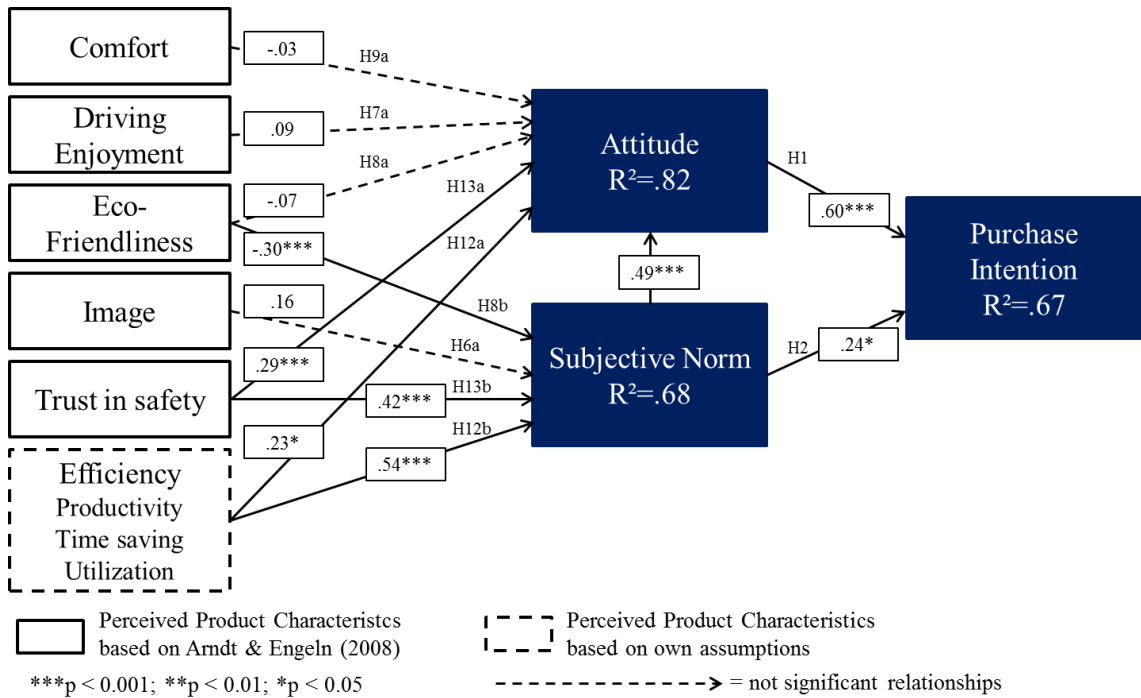 Comfort
-.03
H9a
Driving
Enjoyment
.09
H7a
H8a
Eco-
Friendliness
-.07
-.30***
H13a
H12a
H8b
Image
.16
H6a
Trust in safety
.29***
.42***
H13b
Efficiency
Productivity
Time saving
Utilization
.23*
.54***
H12b
Attitude
R²=.82
.49***
Subjective Norm
R²=.68
H1
.60***
H2
.24*
Purchase
Intention
R²=.67
Perceived Product Characteristcs
based on Arndt & Engeln (2008)
Perceived Product Characteristics
based on own assumptions
***p < 0.001; **p < 0.01; *p < 0.05
= not significant relationships